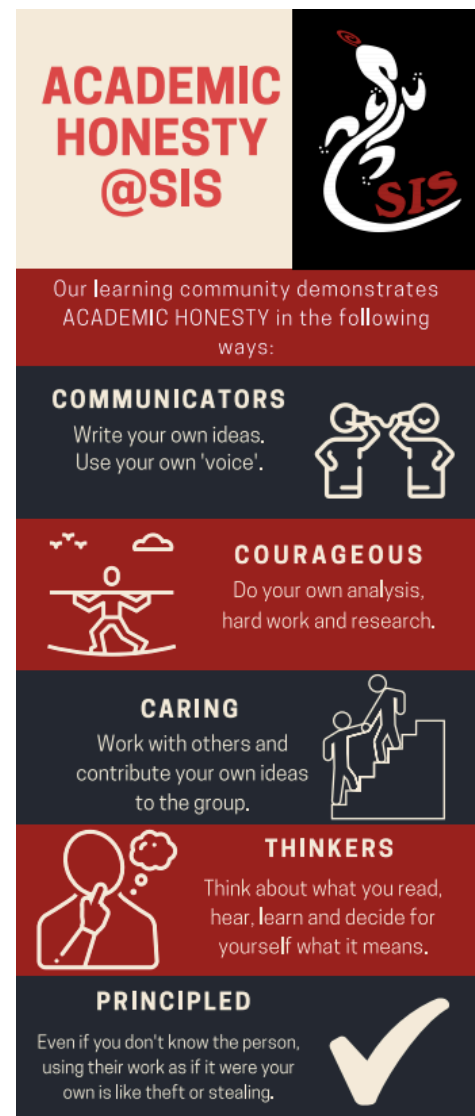 ACADEMIC
HONESTY
@SIS
SIS
Our learning community demonstrates
ACADEMIC HONESTY in the following
ways:
COMMUNICATORS
Write your own ideas.
Use your own 'voice'.
COURAGEOUS
Do your own analysis,
hard work and research.
CARING
Work with others and
contribute your own ideas
to the group.
THINKERS
Think about what you read,
hear, learn and decide for
yourself what it means.
PRINCIPLED
Even if you don't know the person,
using their work as if it were your
own is like theft or stealing.